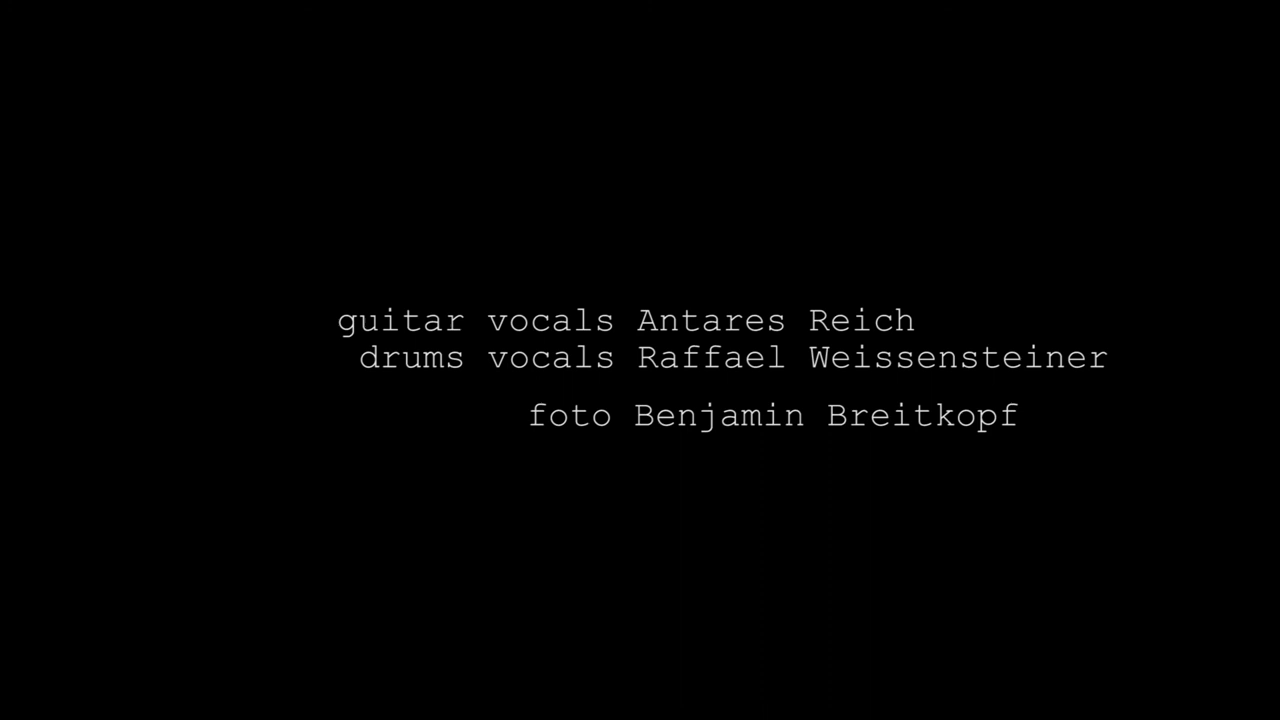 guitar vocals Antares Reich
drums vocals Raffael Weissensteiner
foto Benjamin Breitkopf